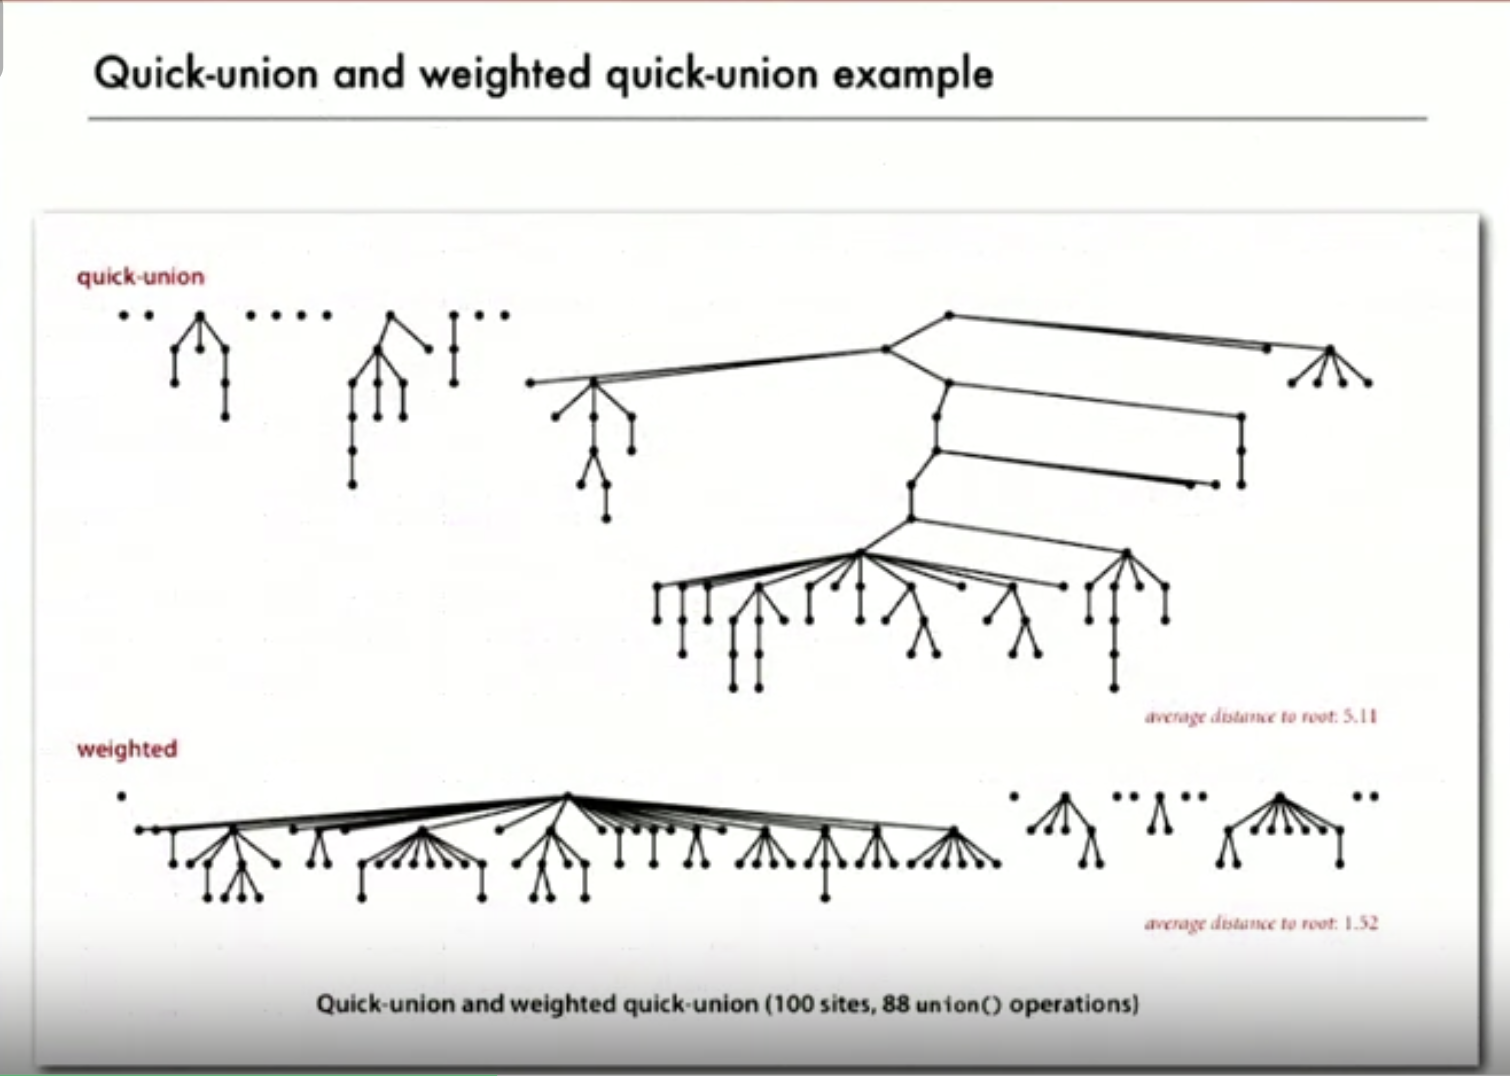 Quick-union and weighted quick-union example
quick-union
average distance to root: 5.11
weighted
average distance to root: 1.52
Quick-union and weighted quick-union (100 sites, 88 union() operations)